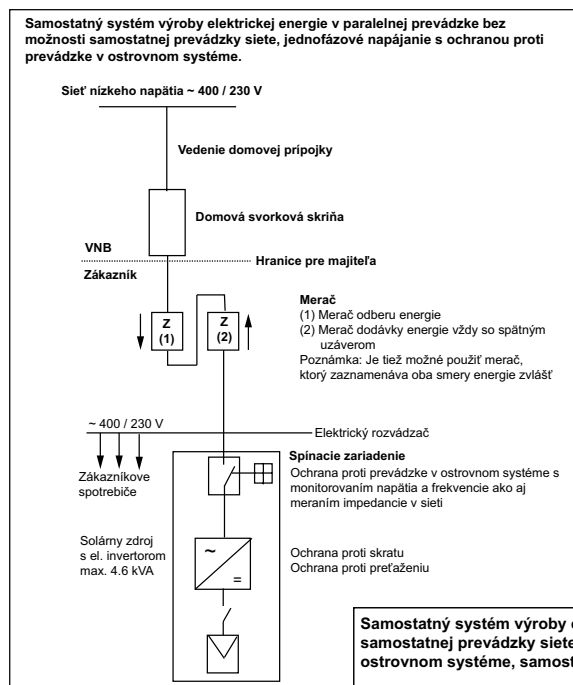 Samostatný systém výroby elektrickej energie v paralelnej prevádzke bez
možnosti samostatnej prevádzky siete, jednofázové napájanie s ochranou proti
prevádzke v ostrovnom systéme.
Sieť nízkeho napätia ~ 400 / 230 V
Vedenie domovej prípojky
Domová svorková skriňa
VNB
Hranice pre majiteľa
Zákazník
Merač
(1) Merač odberu energie
(2) Merač dodávky energie vždy so spätným
uzáverom
Poznámka: Je tiež možné použiť merač,
ktorý zaznamenáva oba smery energie zvlášť
Z
(1)
Z
(2)
~ 400 / 230 V
Elektrický rozvádzač
Zákazníkove
spotrebiče
Spínacie zariadenie
Ochrana proti prevádzke v ostrovnom systéme s
monitorovaním napätia a frekvencie ako aj
meraním impedancie v sieti
Solárny zdroj
s el. invertorom
max. 4.6 kVA
~
=
Ochrana proti skratu
Ochrana proti preťaženiu
Samostatný systém výroby
samostatnej prevádzky siete
ostrovnom systéme, samost